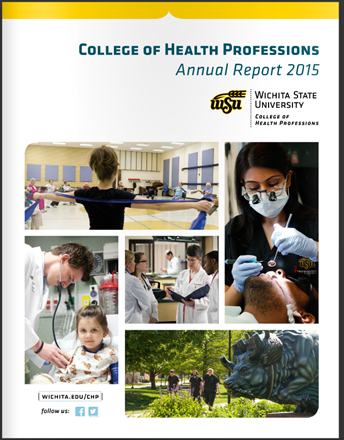 COLLEGE OF HEALTH PROFESSIONS
Annual Report 2015
WSU
WICHITA STATE
UNIVERSITY
COLLEGE OF
HEALTH PROFESSIONS
WICHITA.EDU/CHP
follow us: